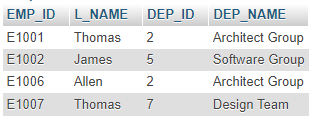 EMP_ID L_NAME DEP_ID DEP_NAME
E1001 Thomas 2 Architect Group
E1002 James 5 Software Group
E1006 Allen 2 Architect Group
E1007 Thomas 7 Design Team